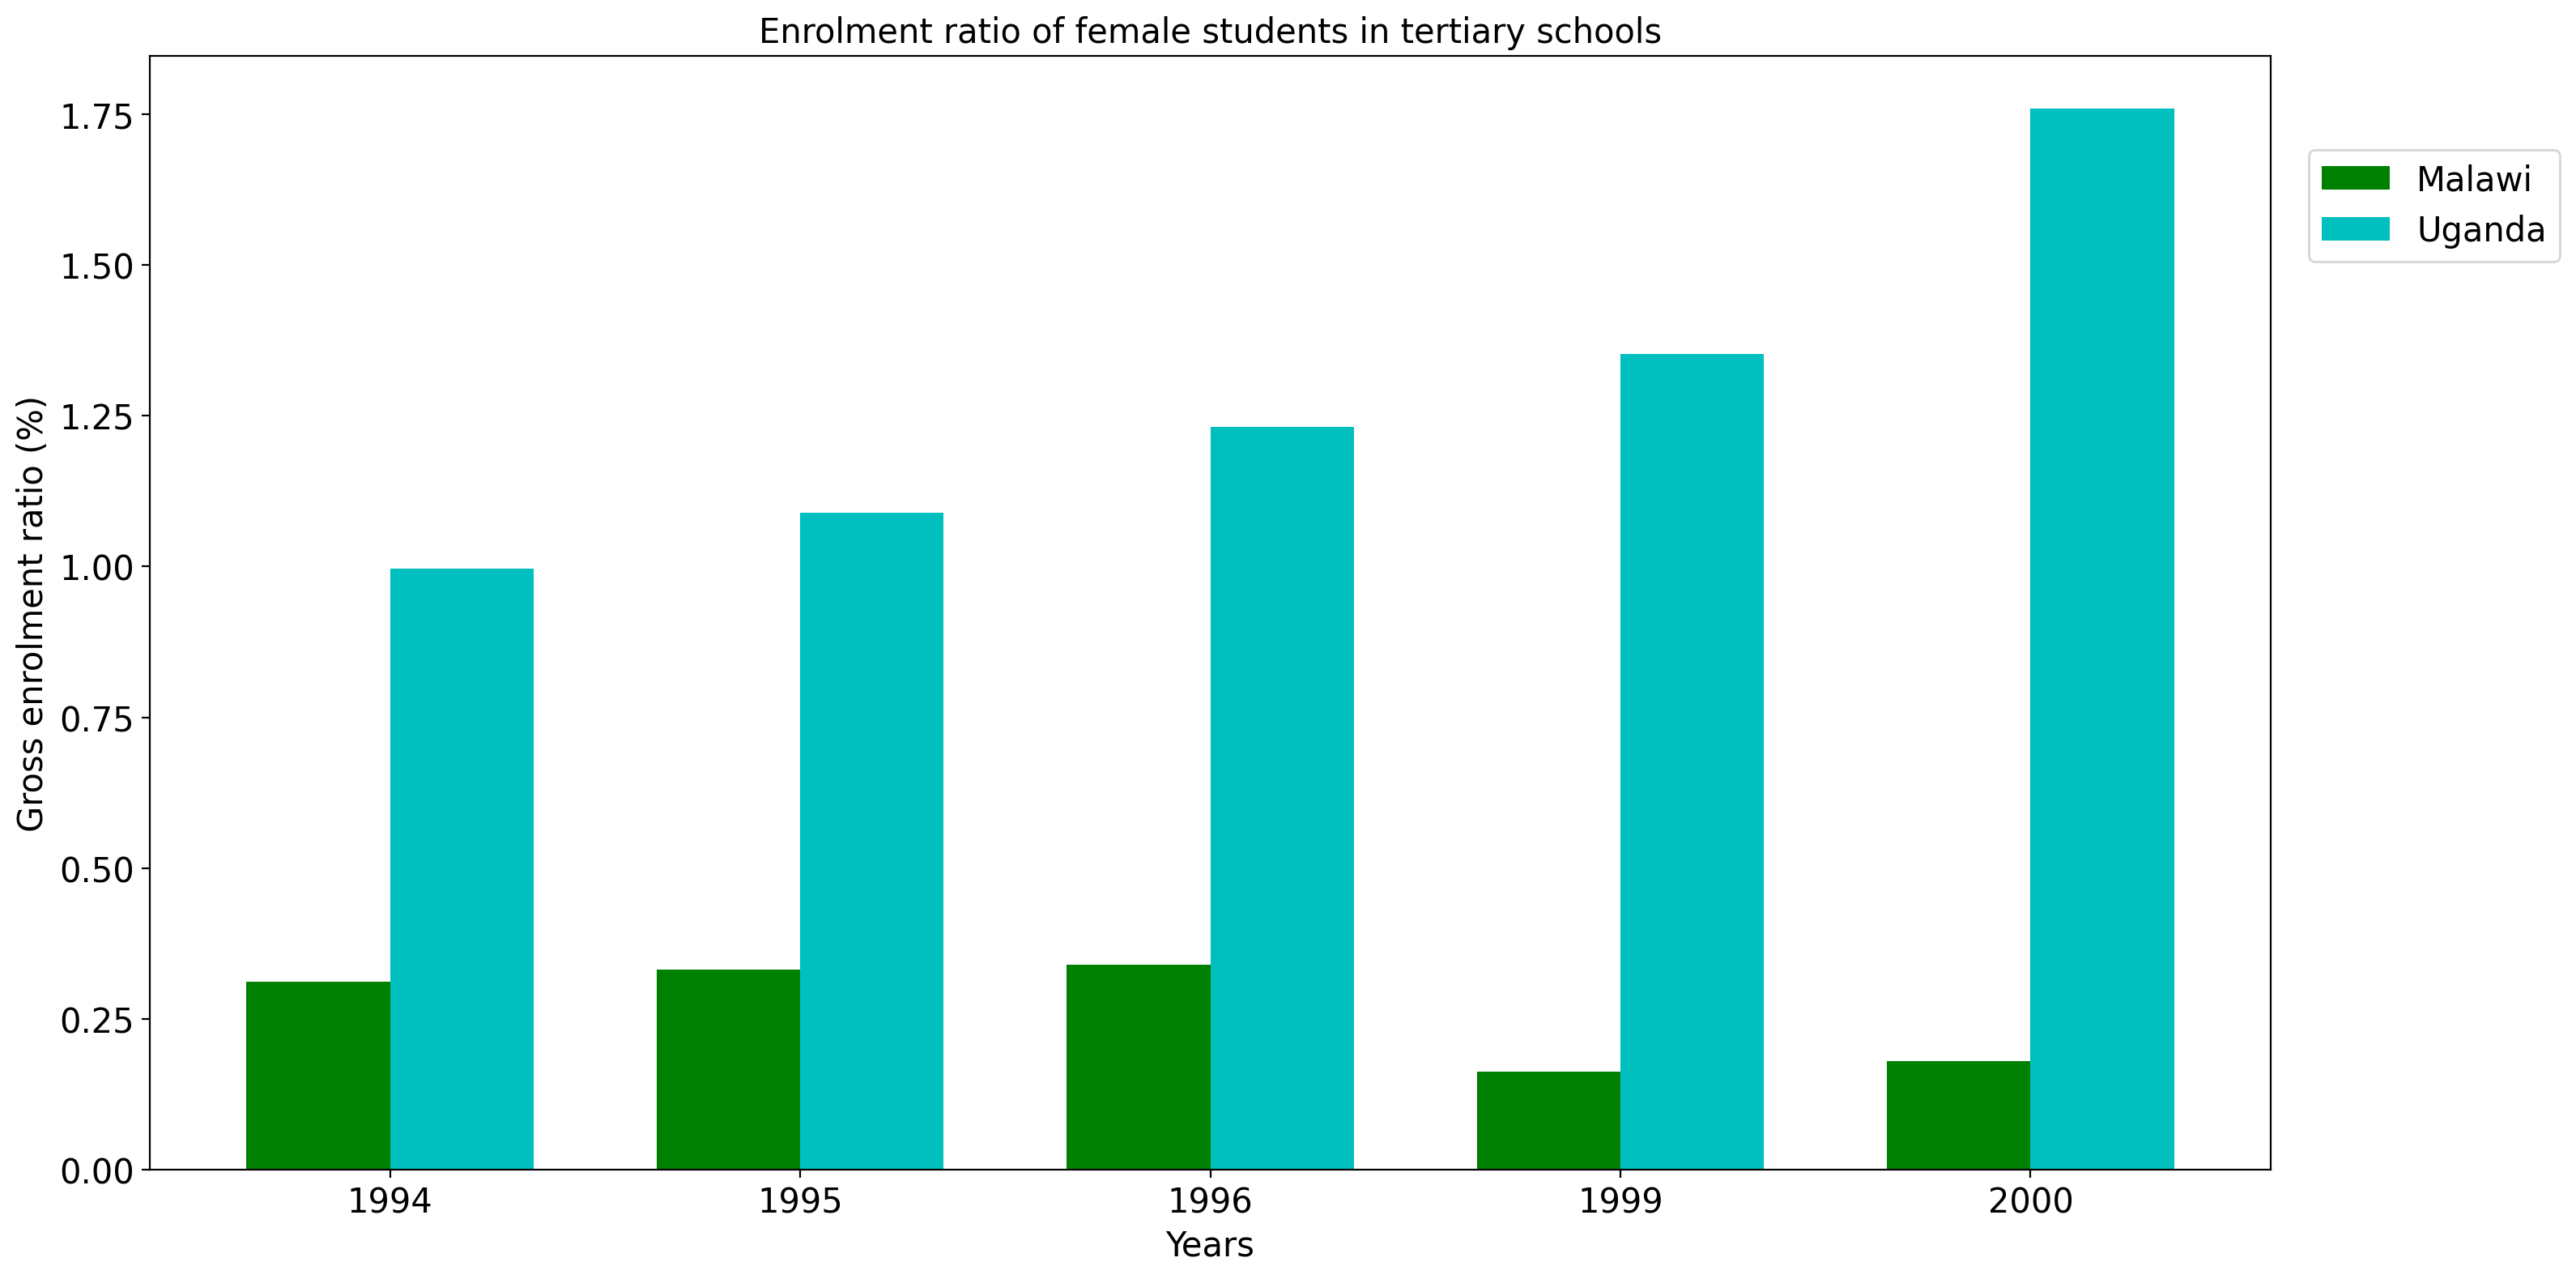 Enrolment ratio of female students in tertiary schools
Gross enrolment ratio (%)
1.75
1.50
1.25
1.00
0.75
0.50
0.25
0.00
1994 1995 1996 1999 2000
Years
Malawi
Uganda